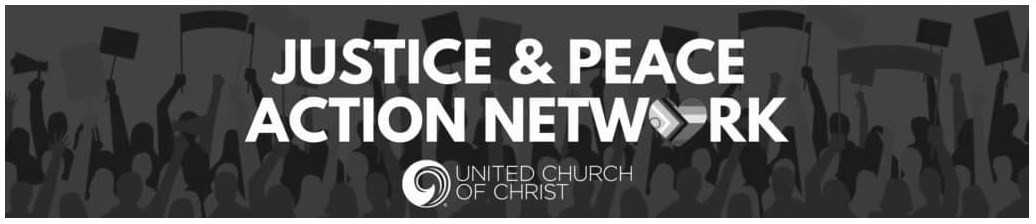 JUSTICE & PEACE
ACTION NETWORK
UNITED CHURCH
OF CHRIST